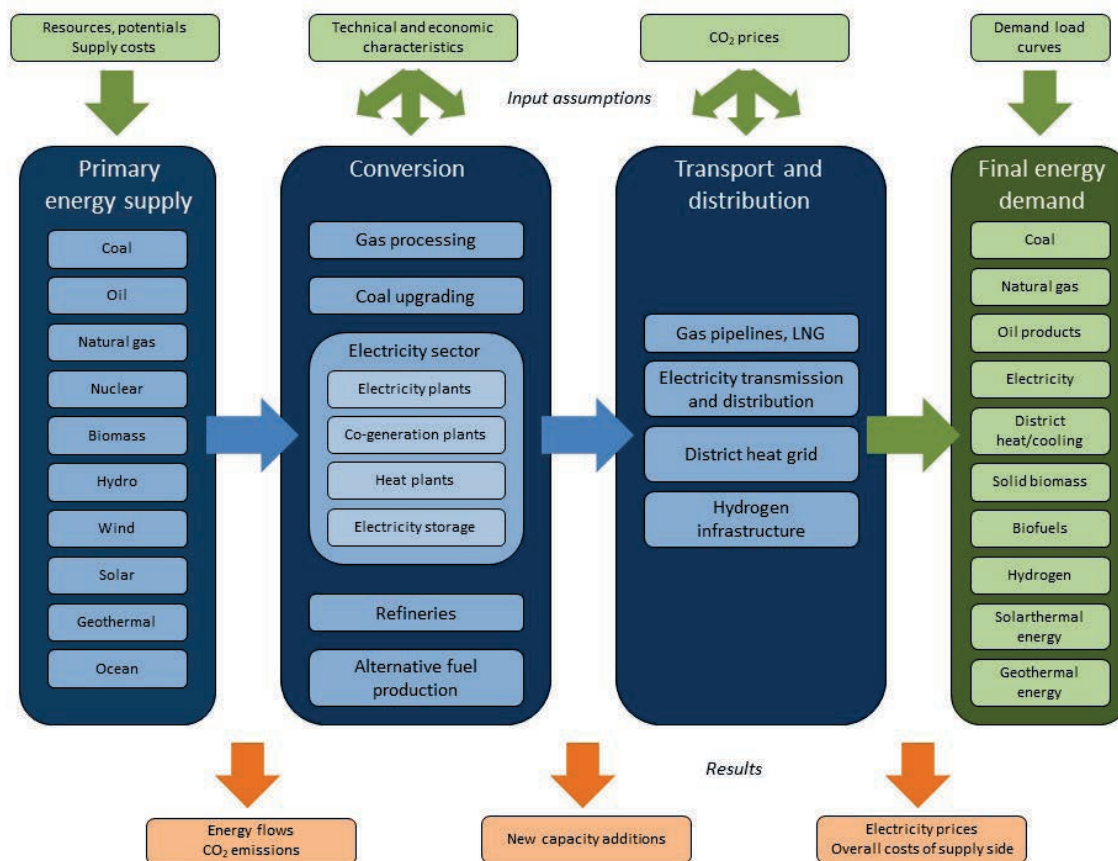 Resources, potentials
Supply costs
Technical and economic
characteristics
CO₂ prices
Demand load
curves
Input assumptions
Primary
energy supply
Coal
Oil
Natural gas
Nuclear
Biomass
Hydro
Wind
Solar
Geothermal
Ocean
Conversion
Gas processing
Coal upgrading
Electricity sector
Electricity plants
Co-generation plants
Heat plants
Electricity storage
Refineries
Alternative fuel
production
Transport and
distribution
Gas pipelines, LNG
Electricity transmission
and distribution
District heat grid
Hydrogen
infrastructure
Final energy
demand
Coal
Natural gas
Oil products
Electricity
District
heat/cooling
Solid biomass
Biofuels
Hydrogen
Solarthermal
energy
Geothermal
energy
Results
Energy flows
CO₂ emissions
New capacity additions
Electricity prices
Overall costs of supply side